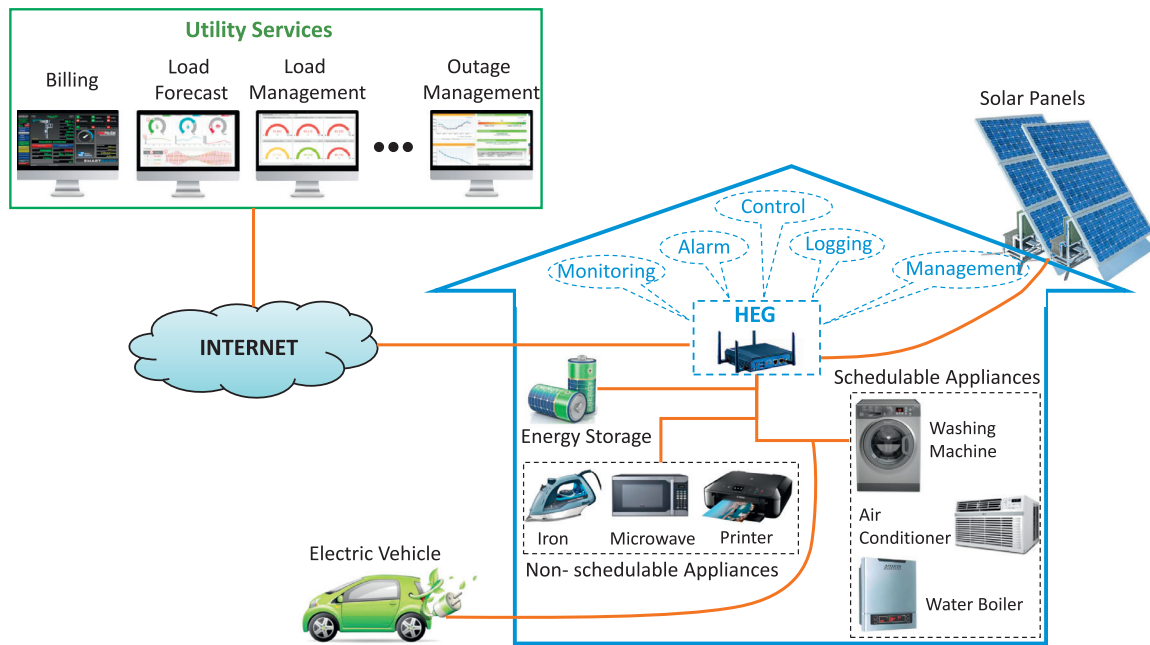 Utility Services
Billing
Load
Forecast
Load
Management
Outage
Management
Solar Panels
Control
Alarm
Logging
Monitoring
Management
HEG
INTERNET
Schedulable Appliances
Energy Storage
Washing
Machine
Iron
Microwave
Printer
Air
Conditioner
Non- schedulable Appliances
Electric Vehicle
Water Boiler